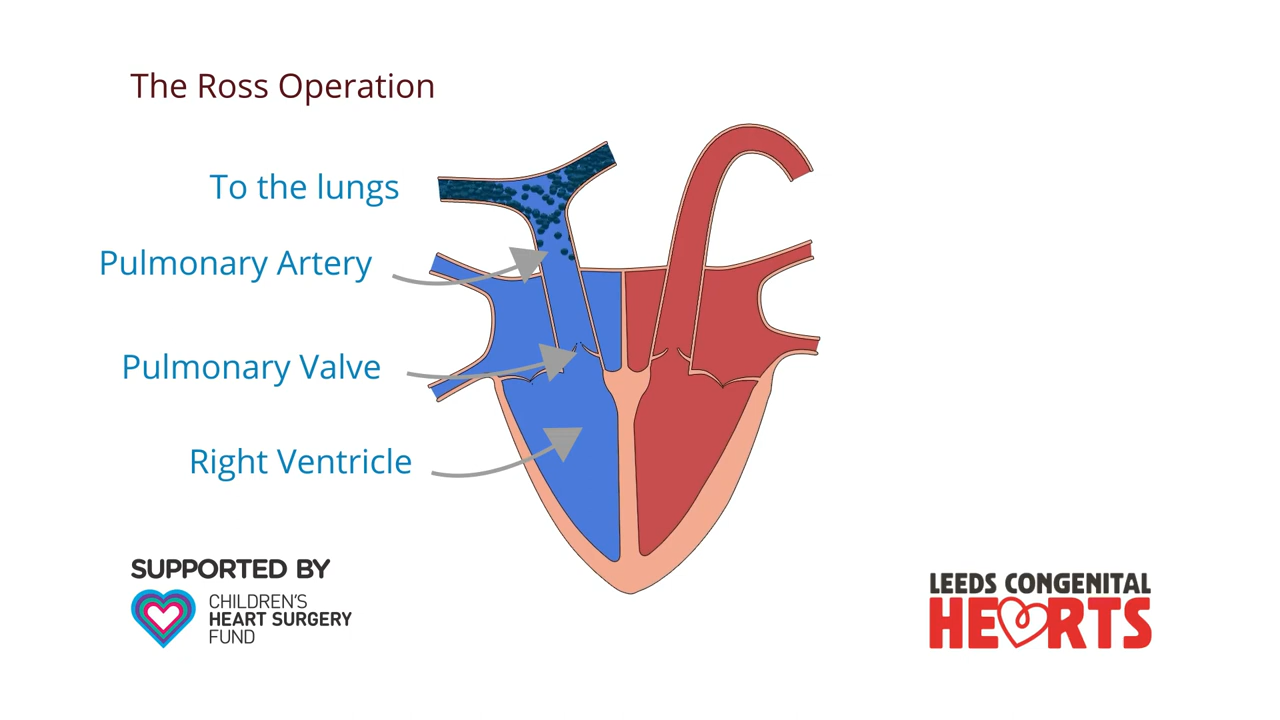 The Ross Operation
To the lungs
Pulmonary Artery
Pulmonary Valve
Right Ventricle
SUPPORTED BY
CHILDREN'S
HEART SURGERY
FUND
LEEDS CONGENITAL
HEARTS